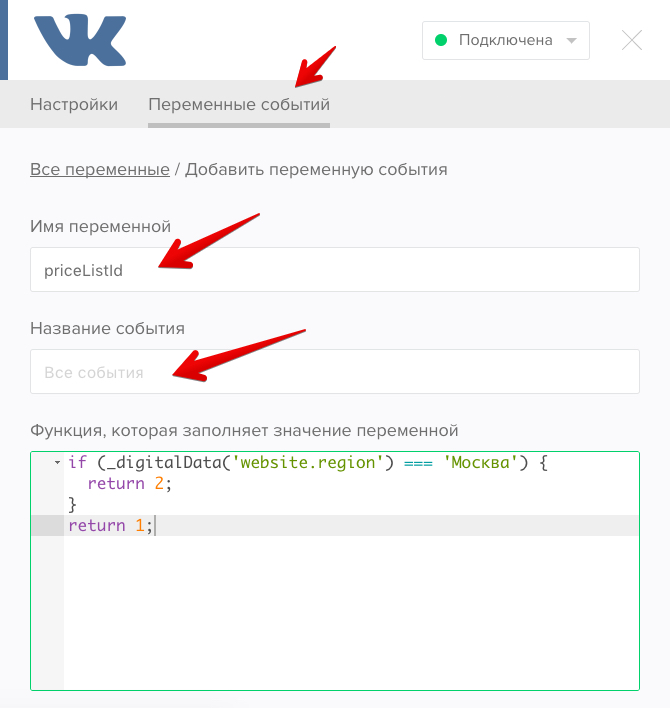 VK
Подключена
Настройки Переменные событий
Все переменные / Добавить переменную события
Имя переменной
priceListId
Название события
Все события
Функция, которая заполняет значение переменной
if (_digitalData('website.region') === 'Москва') {
  return 2;
}
return 1;